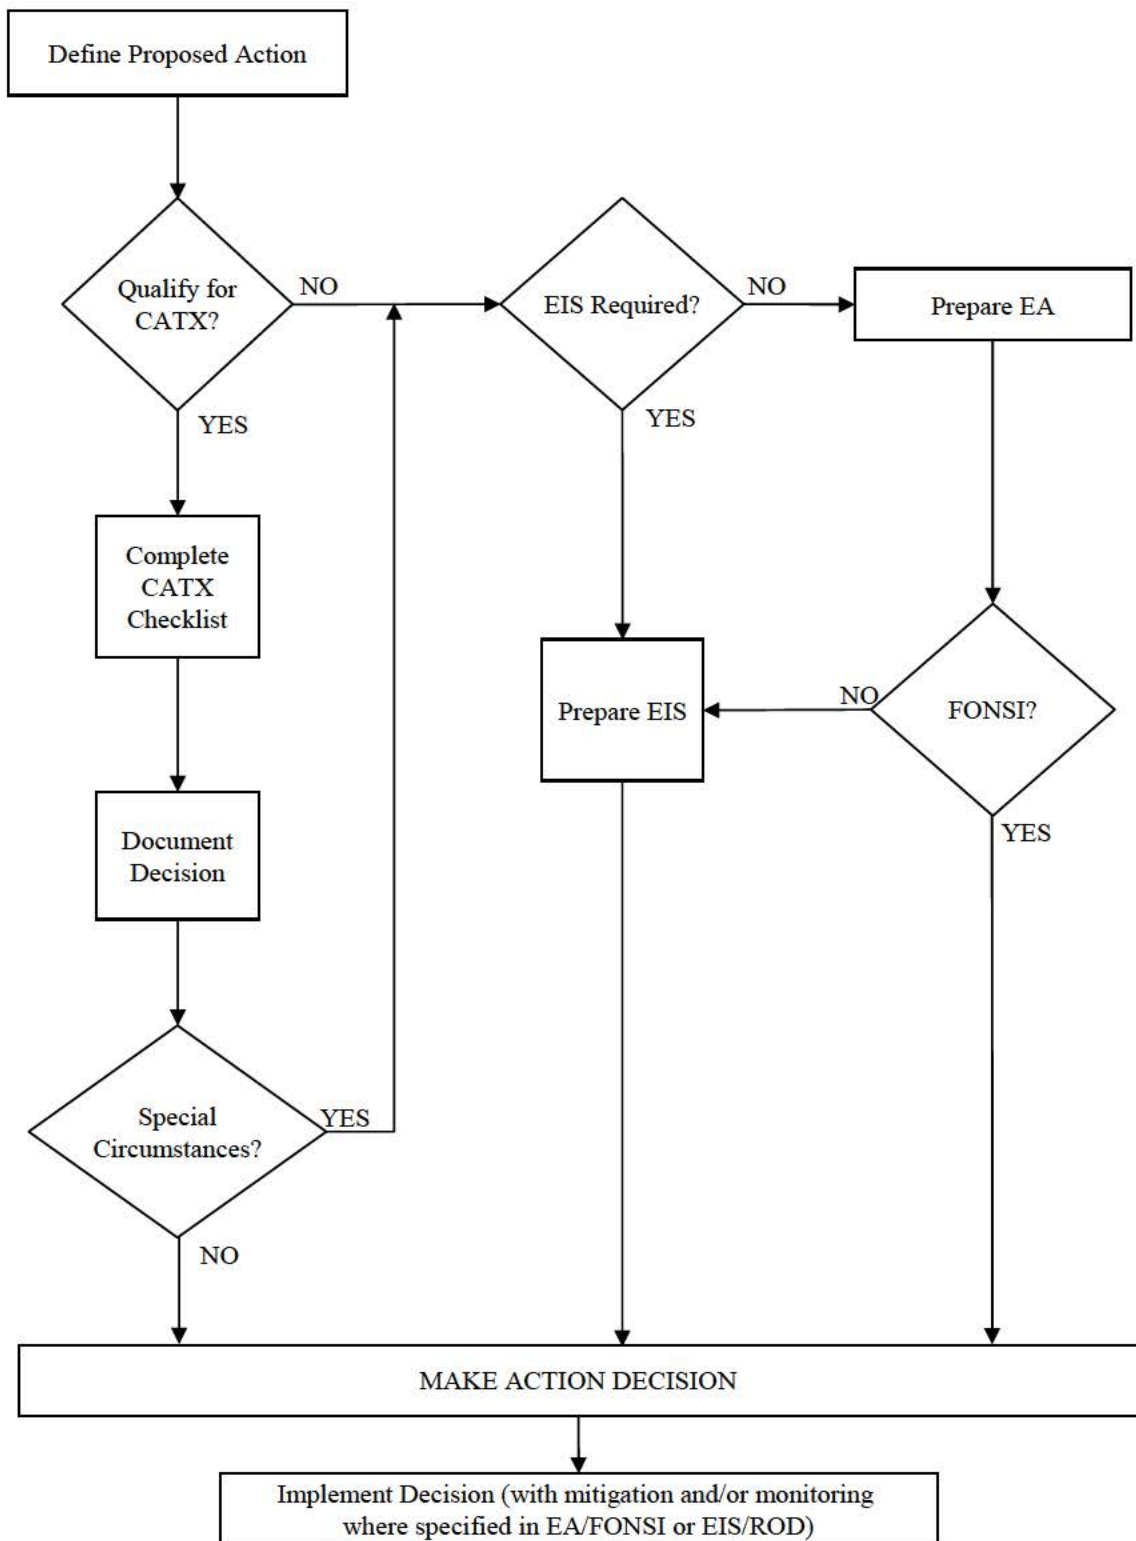 Define Proposed Action
Qualify for
CATX?
NO
EIS Required?
NO
Prepare EA
YES
YES
Complete
CATX
Checklist
Prepare EIS
NO
FONSI?
YES
Document
Decision
Special
Circumstances?
YES
NO
MAKE ACTION DECISION
Implement Decision (with mitigation and/or monitoring
where specified in EA/FONSI or EIS/ROD)